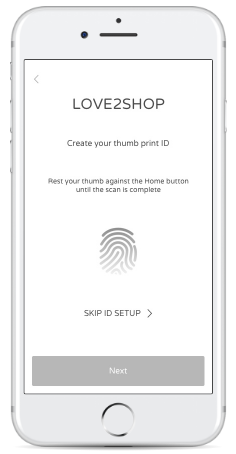 LOVE2SHOP
Create your thumb print ID
Rest your thumb against the Home button
until the scan is complete
SKIP ID SETUP
Next